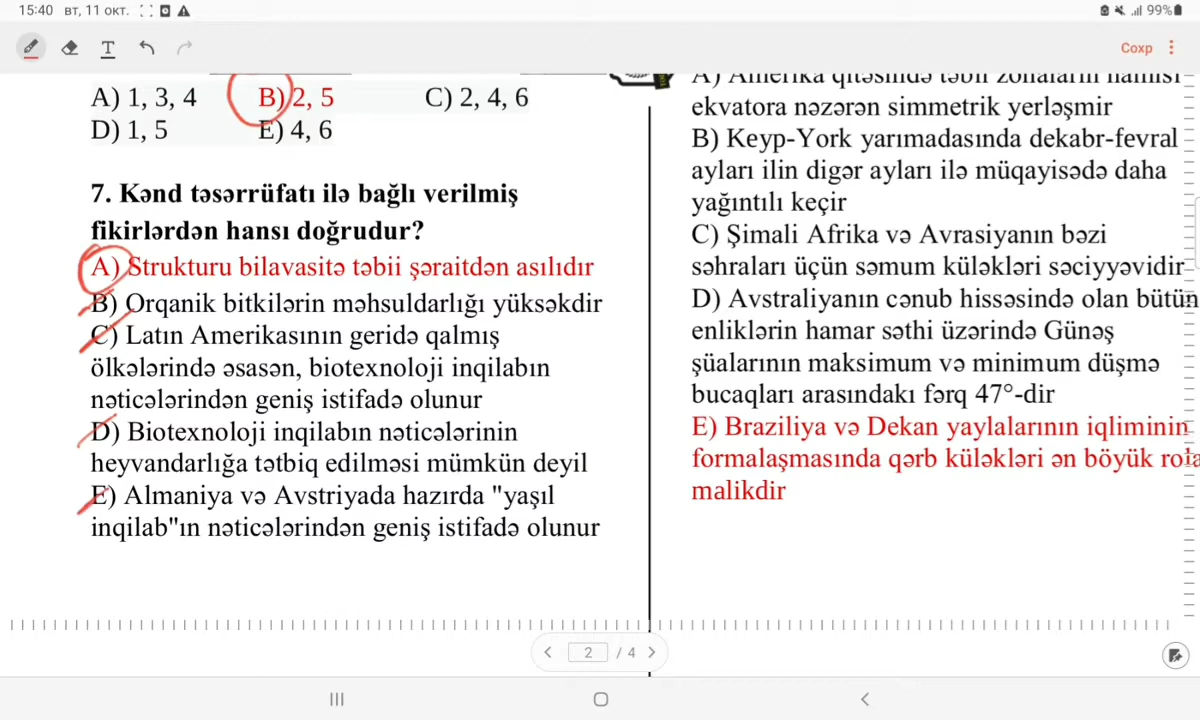 15:40 вт, 11 окт.
99%
T
Сохр
A) 1, 3, 4 B) 2, 5 C) 2, 4, 6
D) 1, 5 E) 4, 6
7. Kənd təsərrüfatı ilə bağlı verilmiş
fikirlərdən hansı doğrudur?
A) Strukturu bilavasitə təbii şəraitdən asılıdır
B) Orqanik bitkilərin məhsuldarlığı yüksəkdir
C) Latın Amerikasının geridə qalmış
ölkələrində əsasən, biotexnoloji inqilabın
nəticələrindən geniş istifadə olunur
D) Biotexnoloji inqilabın nəticələrinin
heyvandarlığa tətbiq edilməsi mümkün deyil
E) Almaniya və Avstriyada hazırda "yaşıl
inqilab"ın nəticələrindən geniş istifadə olunur
A) Amerika qitəsində təbii zonaların hamısı
ekvatora nəzərən simmetrik yerləşmir
B) Keyp-York yarımadasında dekabr-fevral
ayları ilin digər ayları ilə müqayisədə daha
yağıntılı keçir
C) Şimali Afrika və Avrasiyanın bəzi
səhraları üçün səmum küləkləri səciyyəvidir
D) Avstraliyanın cənub hissəsində olan bütün
enliklərin hamar səthi üzərində Günəş
şüalarının maksimum və minimum düşmə
bucaqları arasındakı fərq 47°-dir
E) Braziliya və Dekan yaylalarının iqliminin
formalaşmasında qərb küləkləri ən böyük rola
malikdir
2 / 4